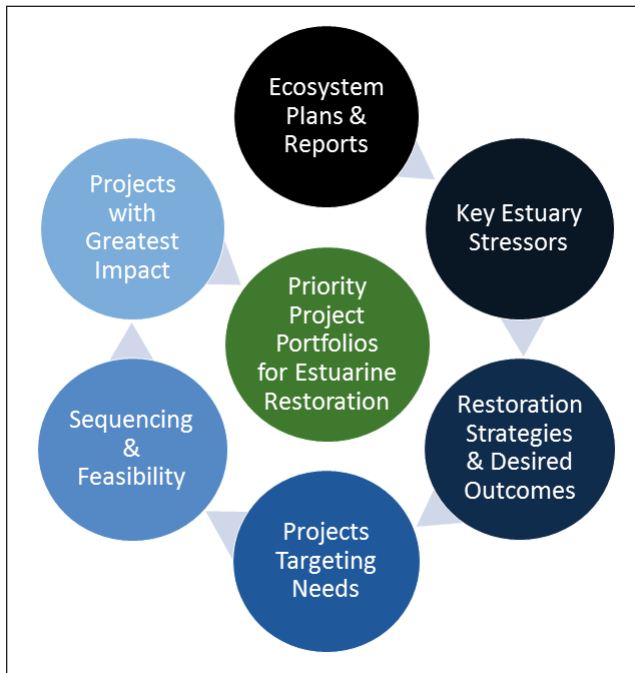 Ecosystem
Plans &
Reports
Key Estuary
Stressors
Restoration
Strategies
& Desired
Outcomes
Projects
Targeting
Needs
Sequencing
&
Feasibility
Projects
with
Greatest
Impact
Priority
Project
Portfolios
for Estuarine
Restoration